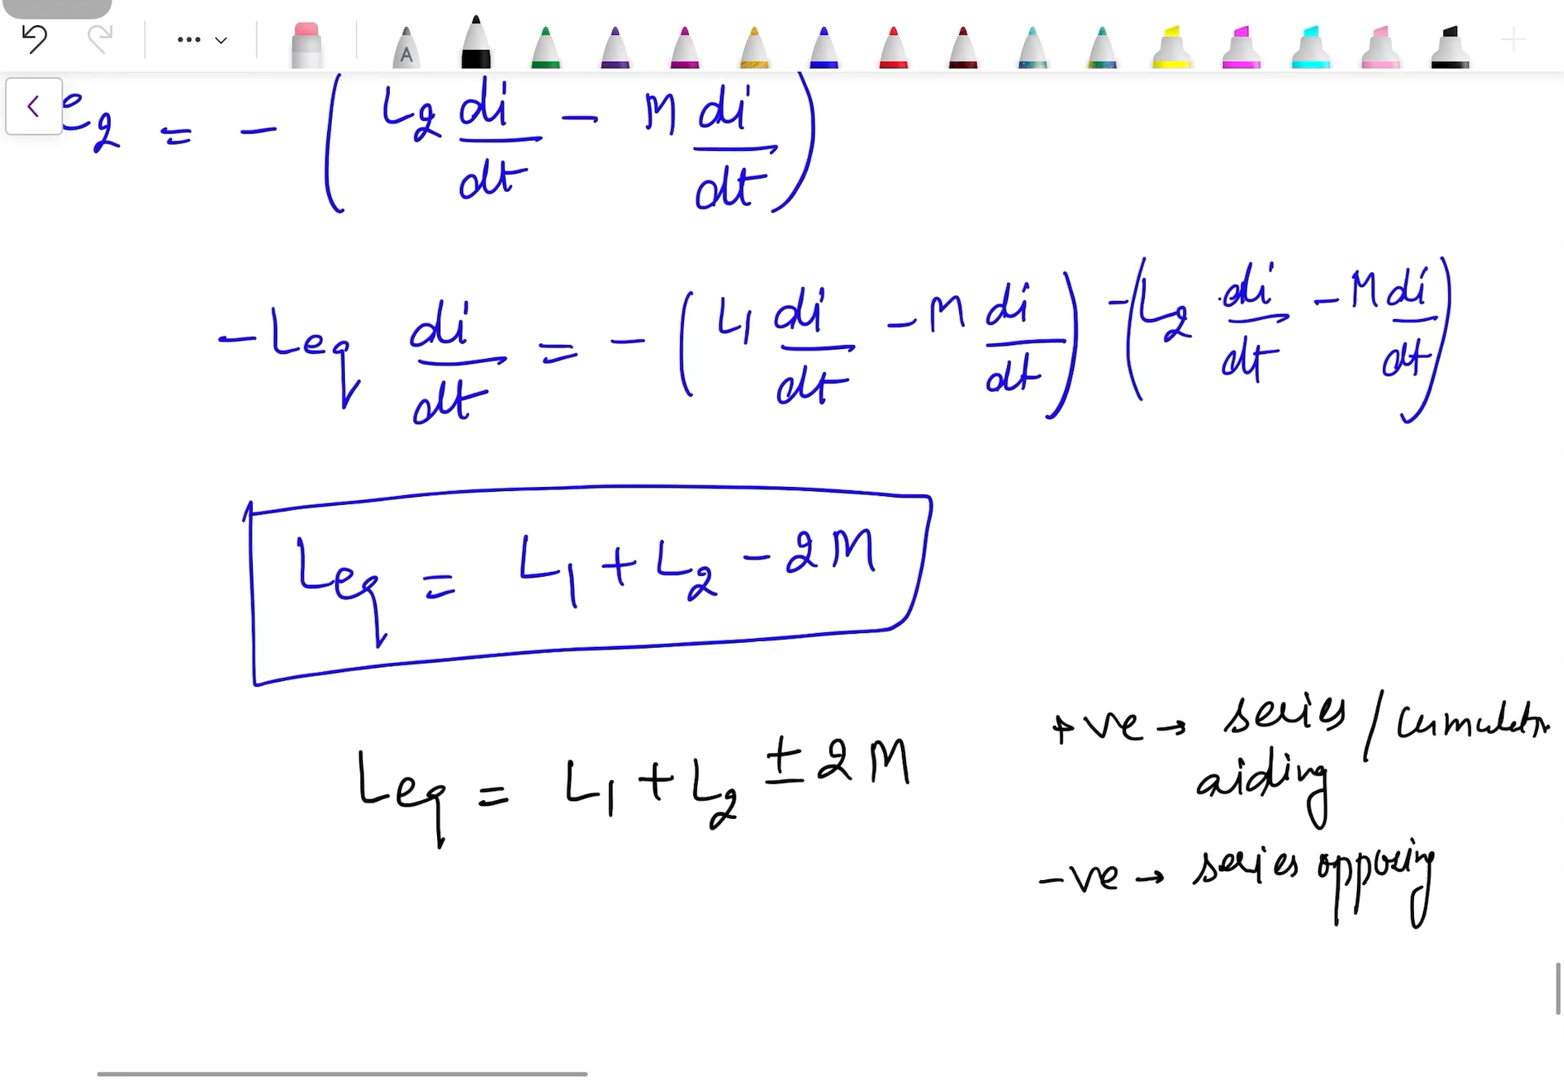 e₂ = - ( L₂ di/dt - M di/dt )
-Leq di/dt = - ( L₁ di/dt - M di/dt ) - ( L₂ di/dt - M di/dt )
Leq = L₁ + L₂ - 2M
Leq = L₁ + L₂ ± 2M
+ve → series /
aiding
-ve → series opposing
A